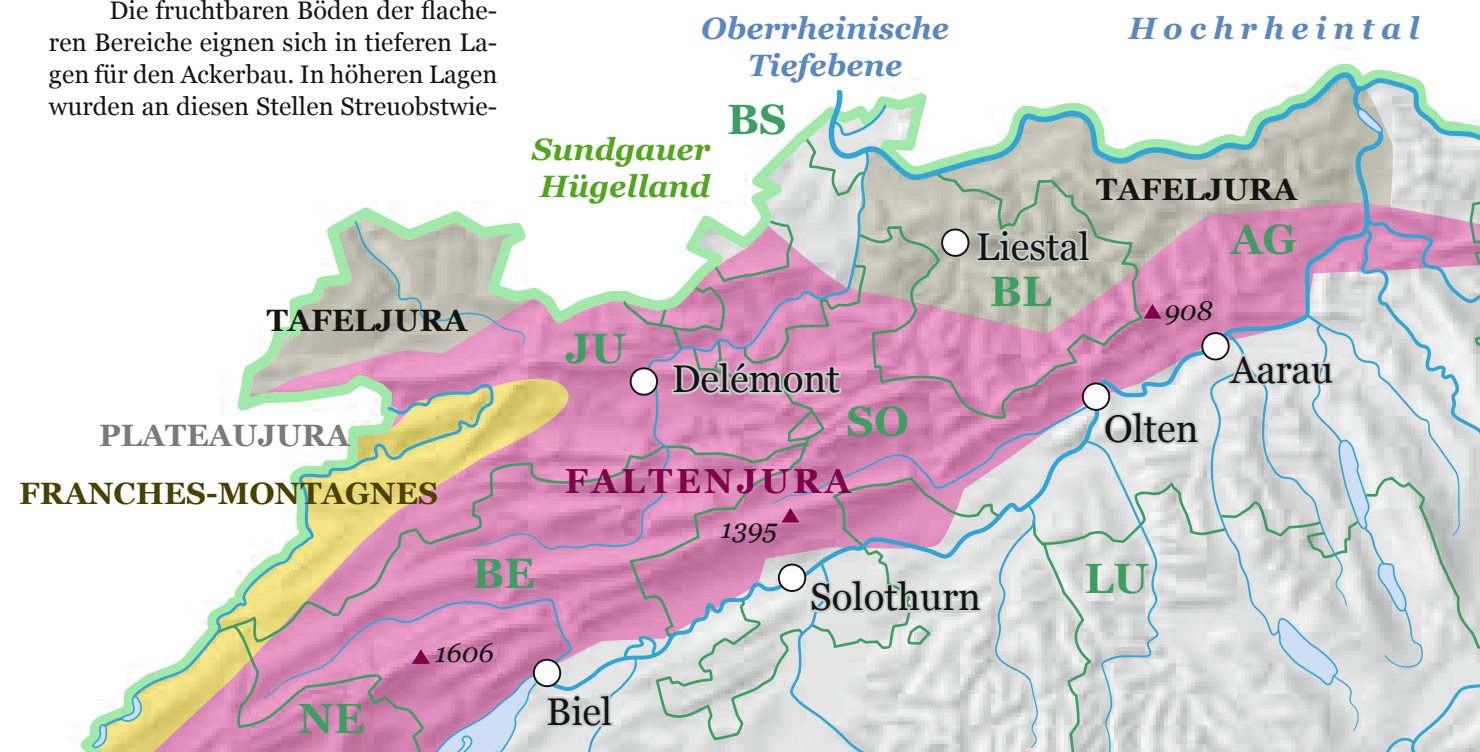 Die fruchtbaren Böden der flache-
ren Bereiche eignen sich in tieferen La-
gen für den Ackerbau. In höheren Lagen
wurden an diesen Stellen Streuobstwie-
Oberrheinische
Tiefebene
Hochrheintal
BS
Sundgauer
Hügelland
TAFELJURA
Liestal
AG
BL
908
TAFELJURA
JU
Delémont
Aarau
SO
Olten
PLATEAUJURA
FRANCHES-MONTAGNES
FALTENJURA
1395
BE
LU
Solothurn
1606
Biel
NE